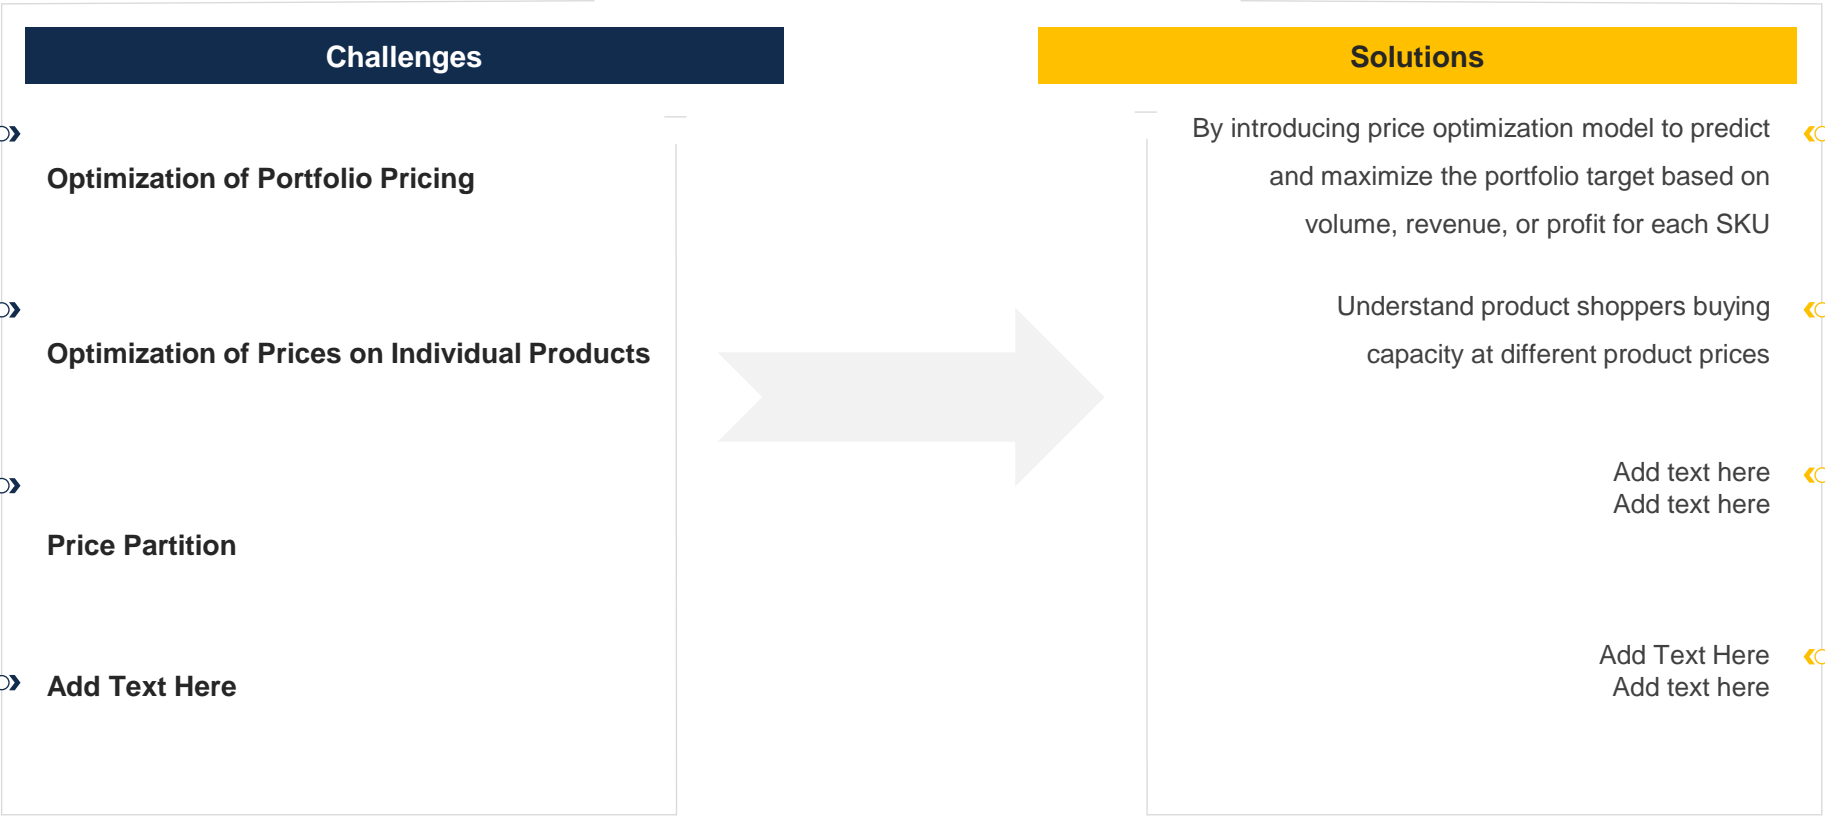 Challenges
Optimization of Portfolio Pricing
Optimization of Prices on Individual Products
Price Partition
Add Text Here
Solutions
By introducing price optimization model to predict
and maximize the portfolio target based on
volume, revenue, or profit for each SKU
Understand product shoppers buying
capacity at different product prices
Add text here
Add text here
Add Text Here
Add text here